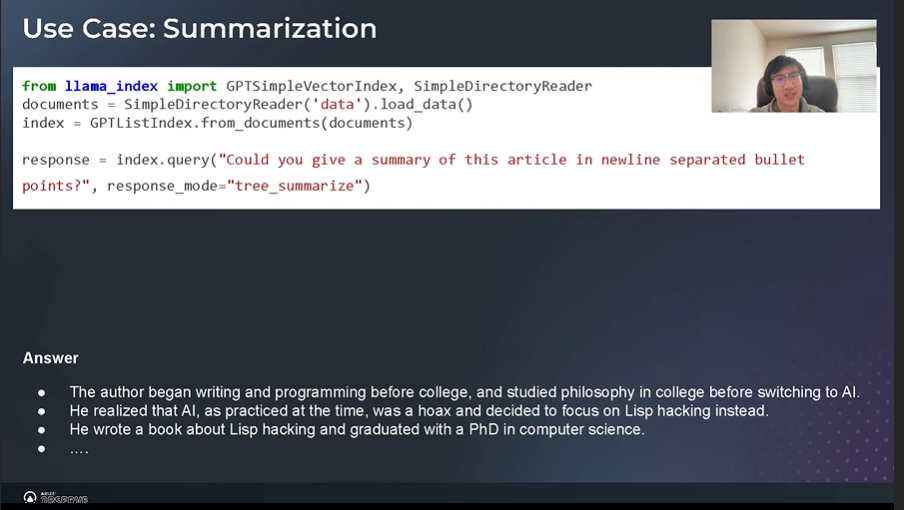 Use Case: Summarization
from llama_index import GPTSimpleVectorIndex, SimpleDirectoryReader
documents = SimpleDirectoryReader('data').load_data()
index = GPTListIndex.from_documents(documents)
response = index.query("Could you give a summary of this article in newline separated bullet
points?", response_mode="tree_summarize")
Answer
● The author began writing and programming before college, and studied philosophy in college before switching to AI.
● He realized that AI, as practiced at the time, was a hoax and decided to focus on Lisp hacking instead.
● He wrote a book about Lisp hacking and graduated with a PhD in computer science.
● ....
ARIZE:
OBSERVE